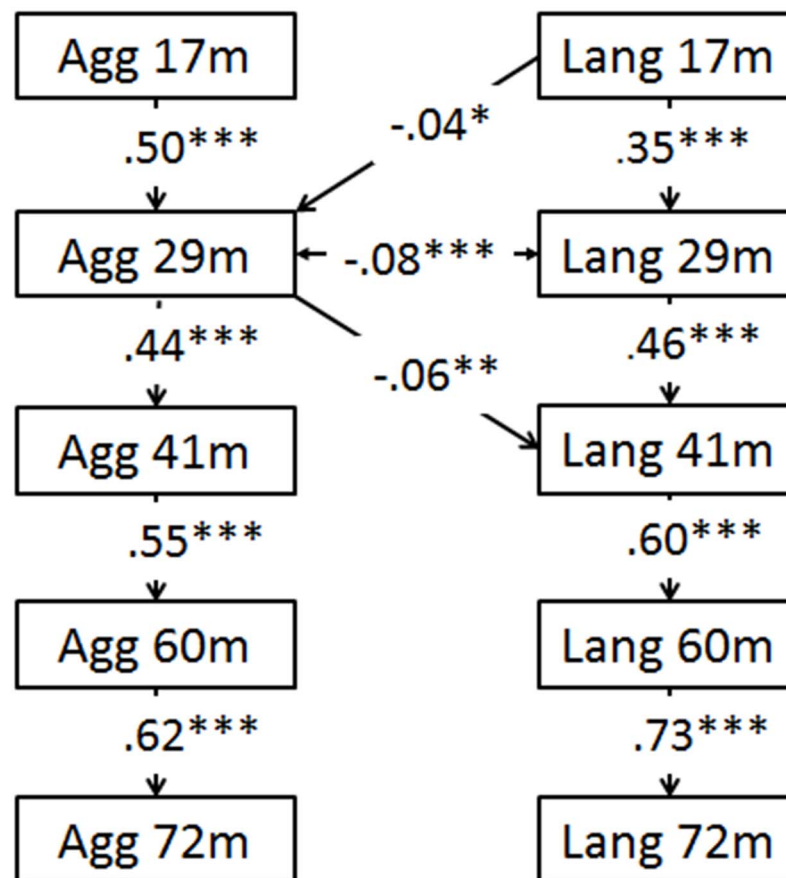 Agg 17m Lang 17m
-.04*
.50*** .35***
Agg 29m -.08*** Lang 29m
.44*** .46***
-.06**
Agg 41m Lang 41m
.55*** .60***
Agg 60m Lang 60m
.62*** .73***
Agg 72m Lang 72m